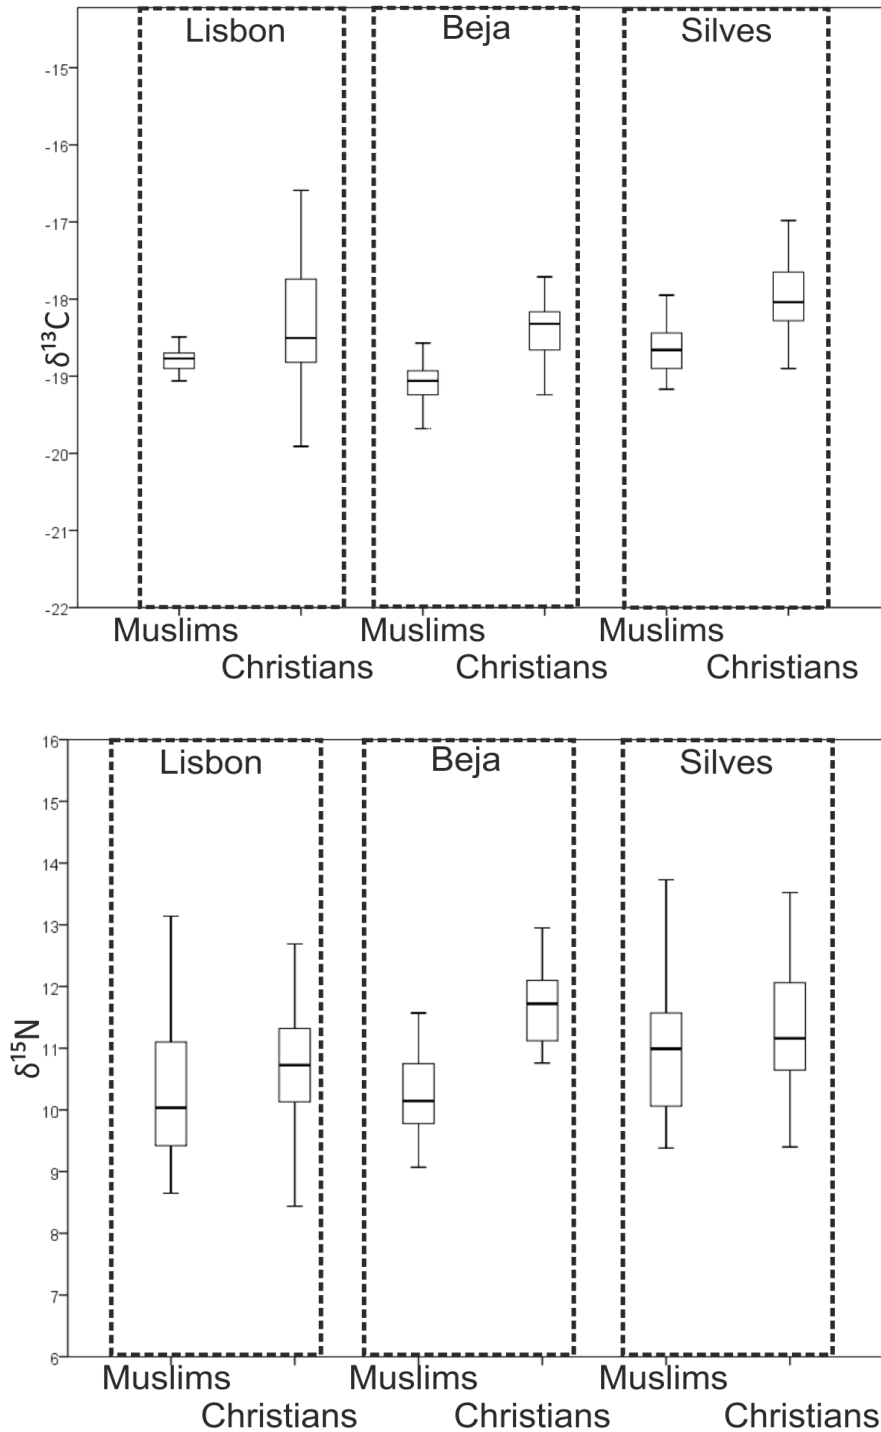 Lisbon Beja Silves
-15
-16
-17
-18
-19
-20
-21
-22
δ¹³C
Muslims Muslims Muslims
Christians Christians Christians
16
15
14
13
12
11
10
9
8
7
6
Lisbon Beja Silves
δ¹⁵N
Muslims Muslims Muslims
Christians Christians Christians